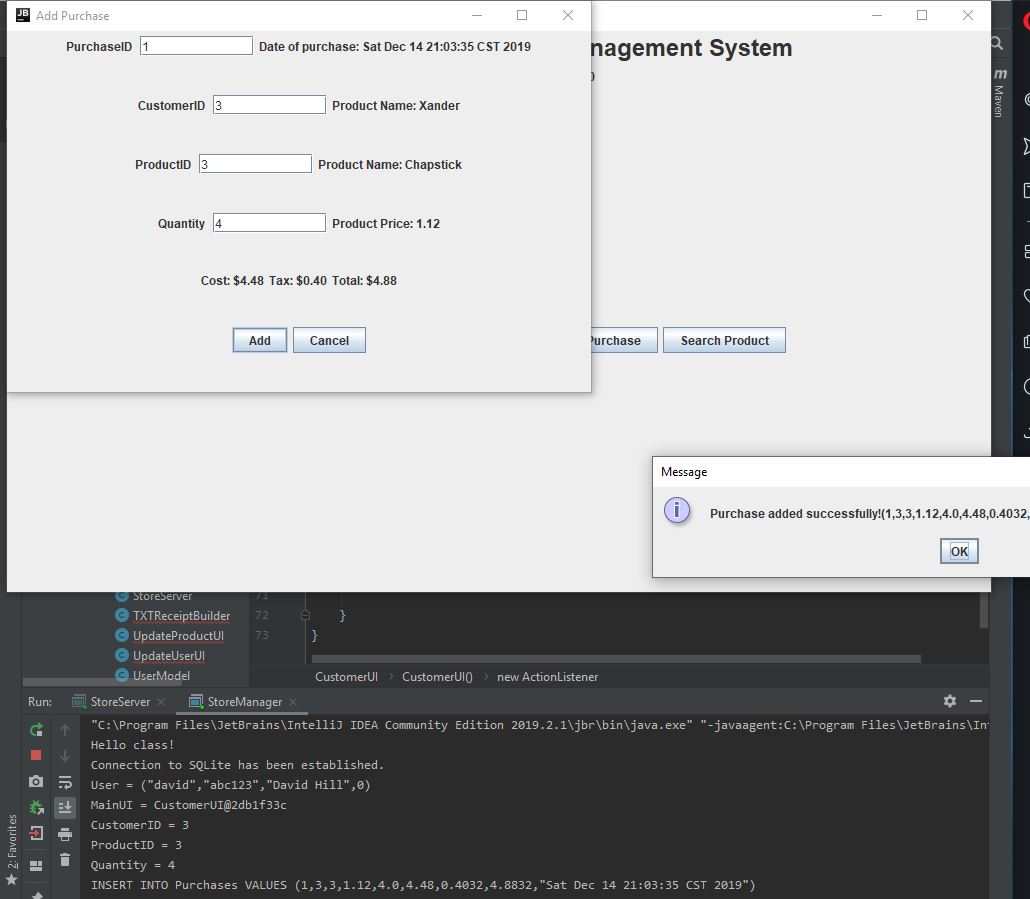 Add Purchase
PurchaseID 1 Date of purchase: Sat Dec 14 21:03:35 CST 2019
nagement System
0
CustomerID 3 Product Name: Xander
Maven
ProductID 3 Product Name: Chapstick
Quantity 4 Product Price: 1.12
Cost: $4.48 Tax: $0.40 Total: $4.88
Add Cancel
Purchase Search Product
Message
Purchase added successfully!(1,3,3,1.12,4.0,4.48,0.4032,
OK
StoreServer
TXTReceiptBuilder
UpdateProductUI
UpdateUserUI
UserModel
71
72 }
73 }
CustomerUI › CustomerUI() › new ActionListener
Run: StoreServer StoreManager
"C:\Program Files\JetBrains\IntelliJ IDEA Community Edition 2019.2.1\jbr\bin\java.exe" "-javaagent:C:\Program Files\JetBrains\Int
Hello class!
Connection to SQLite has been established.
User = ("david","abc123","David Hill",0)
MainUI = CustomerUI@2db1f33c
CustomerID = 3
ProductID = 3
Quantity = 4
INSERT INTO Purchases VALUES (1,3,3,1.12,4.0,4.48,0.4032,4.8832,"Sat Dec 14 21:03:35 CST 2019")
2: Favorites